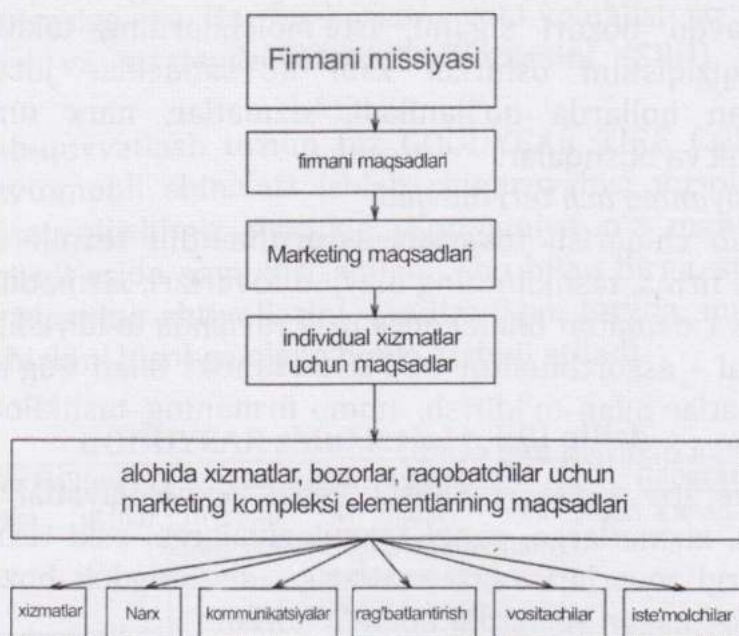 Firmani missiyasi
firmani maqsadlari
Marketing maqsadlari
individual xizmatlar
uchun maqsadlar
alohida xizmatlar, bozorlar, raqobatchilar uchun
marketing kompleksi elementlarining maqsadlari
xizmatlar
Narx
kommunikatsiyalar
rag'batlantirish
vositachilar
iste'molchilar